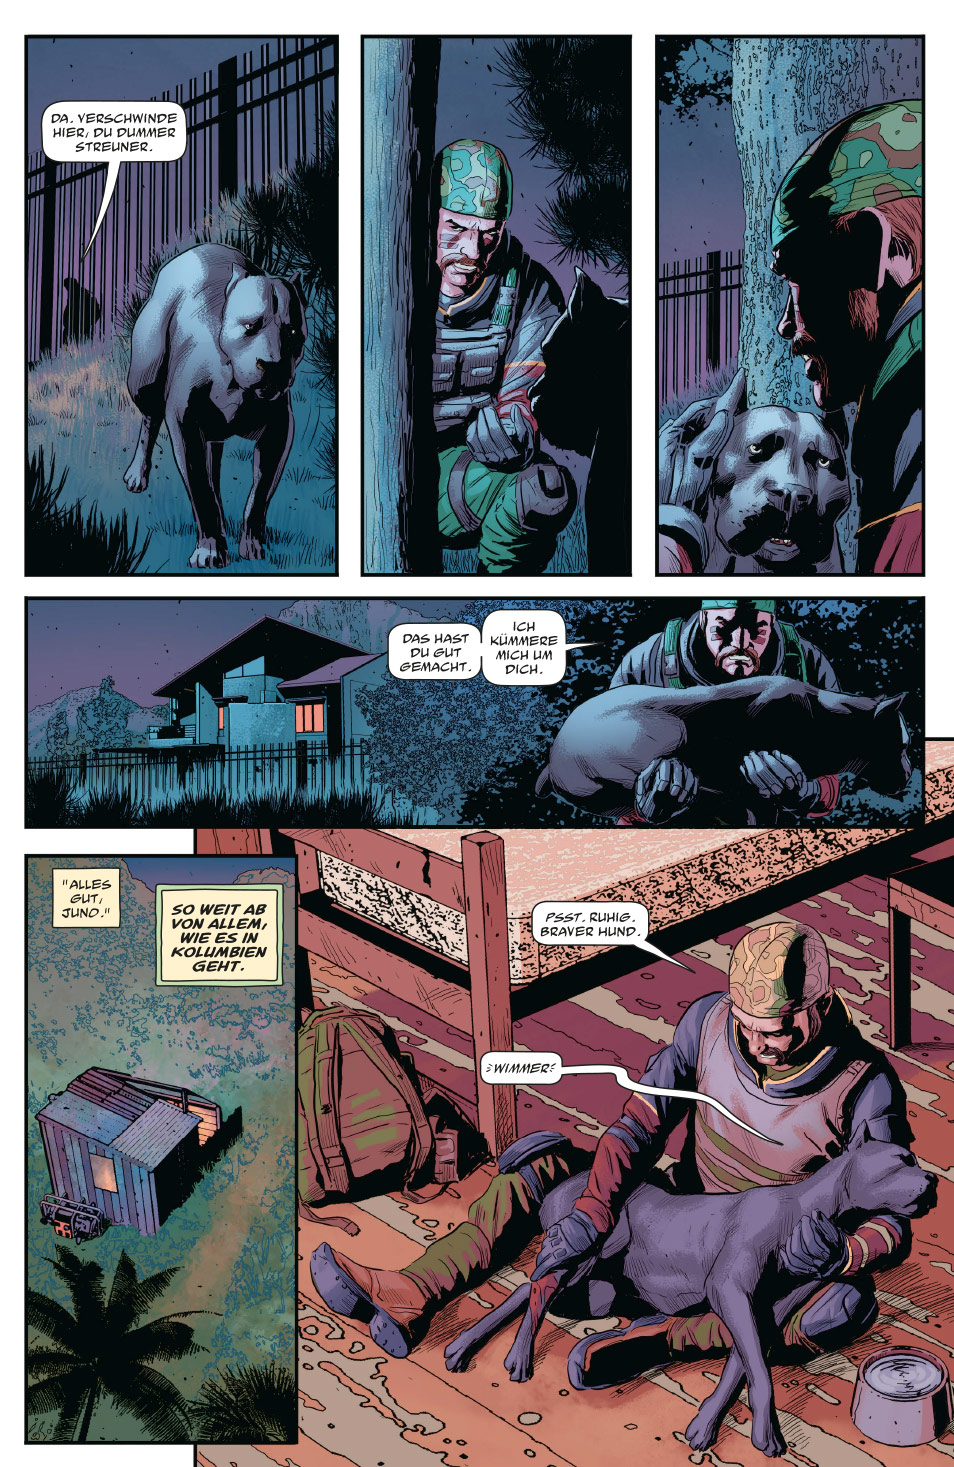 DA. VERSCHWINDE
HIER, DU DUMMER
STREUNER.
DAS HAST
DU GUT
GEMACHT.
ICH
KÜMMERE
MICH UM
DICH.
"ALLES
GUT,
JUNG."
SO WEIT AB
VON ALLEM,
WIE ES IN
KOLUMBIEN
GEHT.
PSST. RUHIG.
BRAVER HUND.
›WIMMER‹